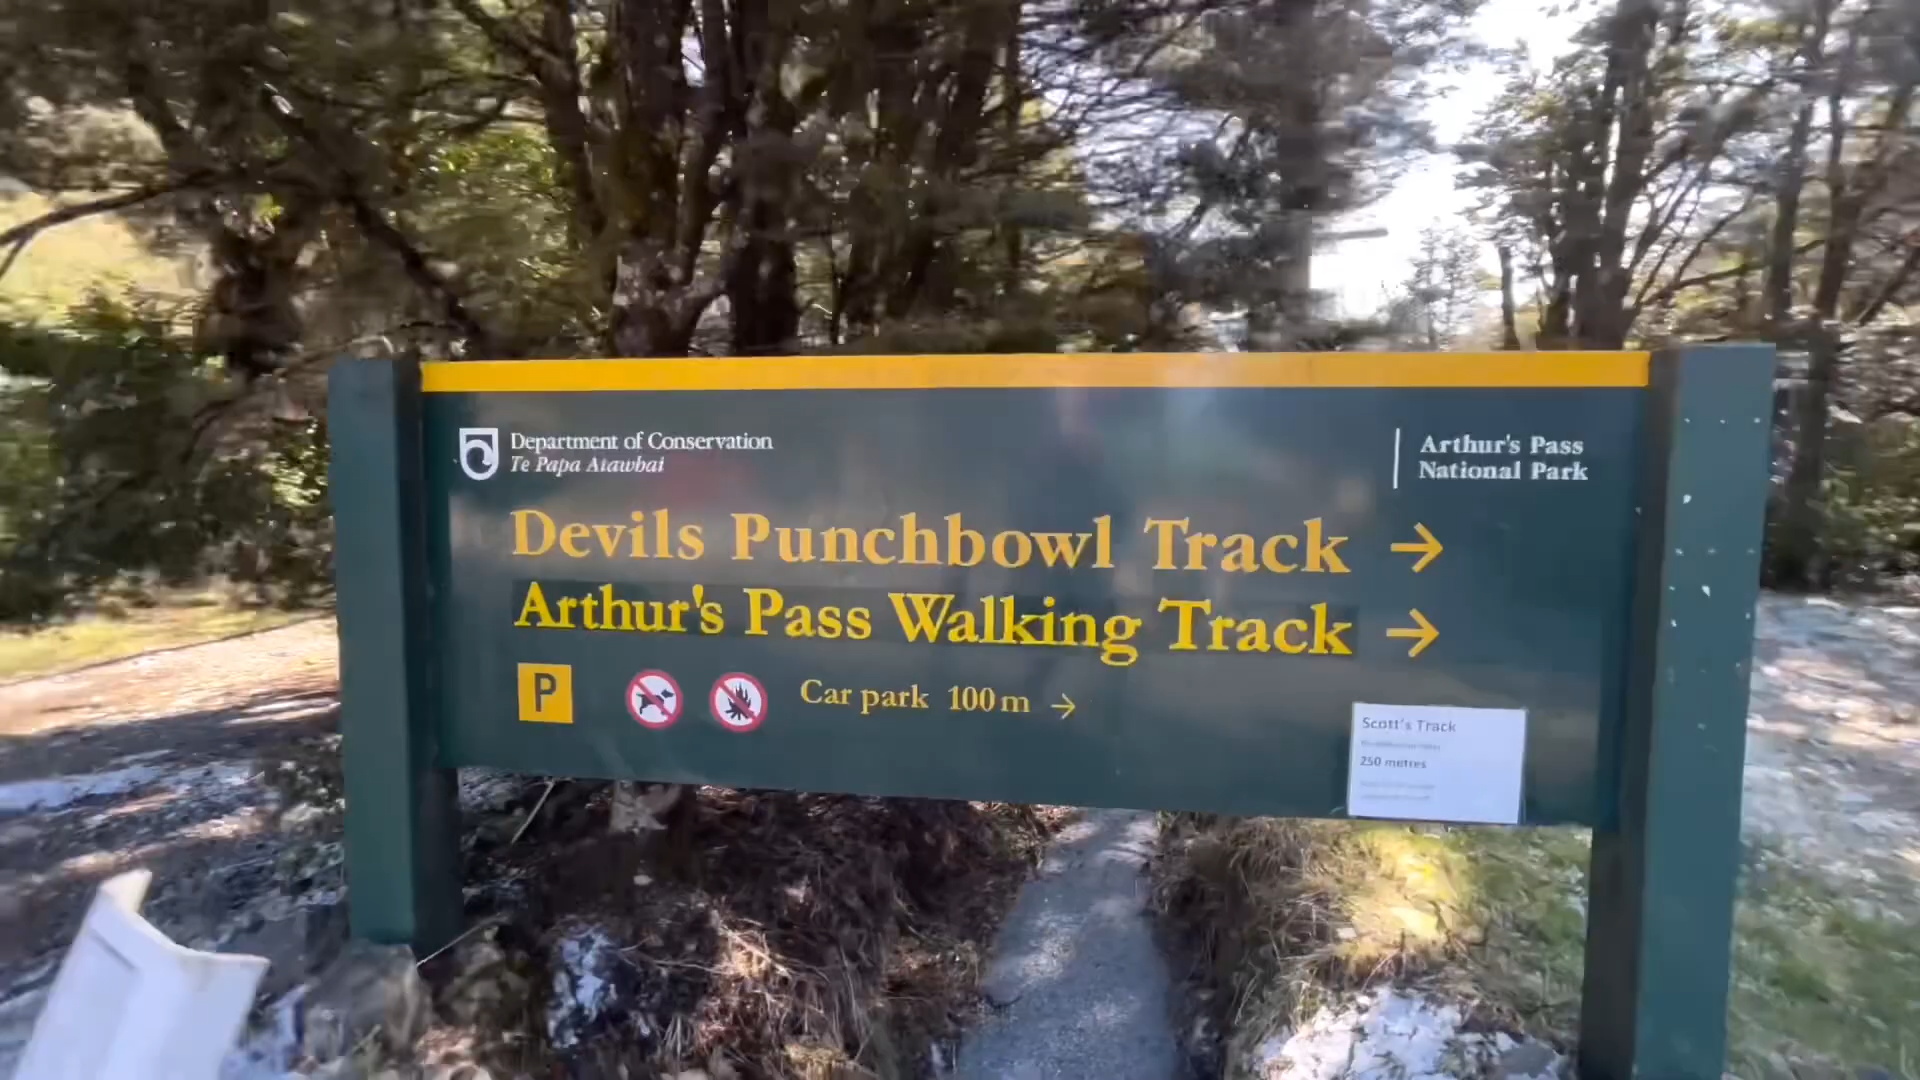 Department of Conservation
Te Papa Atawbai
Arthur's Pass
National Park
Devils Punchbowl Track →
Arthur's Pass Walking Track →
P
Car park 100 m →
Scott's Track
250 metres